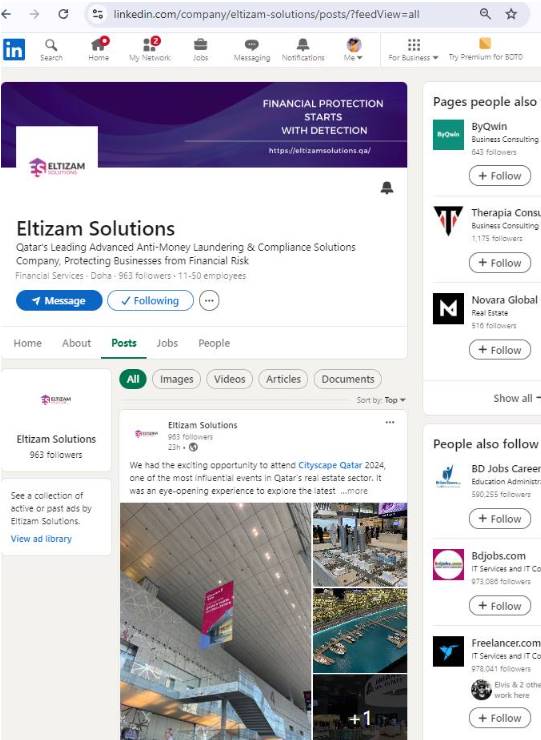 linkedin.com/company/eltizam-solutions/posts/?feedView=all
in
Search
Home
2
My Network
Jobs
Messaging
Notifications
Me
For Business
Try Premium for BDT0
FINANCIAL PROTECTION
STARTS
WITH DETECTION
https://eltizamsolutions.qa/
ELTIZAM
SOLUTIONS
Eltizam Solutions
Qatar's Leading Advanced Anti-Money Laundering & Compliance Solutions
Company, Protecting Businesses from Financial Risk
Financial Services · Doha · 963 followers · 11-50 employees
Message
Following
Home
About
Posts
Jobs
People
All
Images
Videos
Articles
Documents
Sort by: Top
ELTIZAM
Eltizam Solutions
963 followers
See a collection of
active or past ads by
Eltizam Solutions.
View ad library
ELTIZAM
Eltizam Solutions
963 followers
23h •
We had the exciting opportunity to attend Cityscape Qatar 2024,
one of the most influential events in Qatar's real estate sector. It
was an eye-opening experience to explore the latest ...more
+1
Pages people also
ByQwin
ByQwin
Business Consulting
643 followers
+ Follow
Therapia Consu
Business Consulting
1,175 followers
+ Follow
Novara Global
Real Estate
516 followers
+ Follow
Show all
People also follow
BD Jobs Career
Education Administr
590,255 followers
+ Follow
Bdjobs.com
Bdjobs.com
IT Services and IT Co
973,086 followers
+ Follow
Freelancer.com
IT Services and IT Co
978,041 followers
Elvis & 2 othe
work here
+ Follow